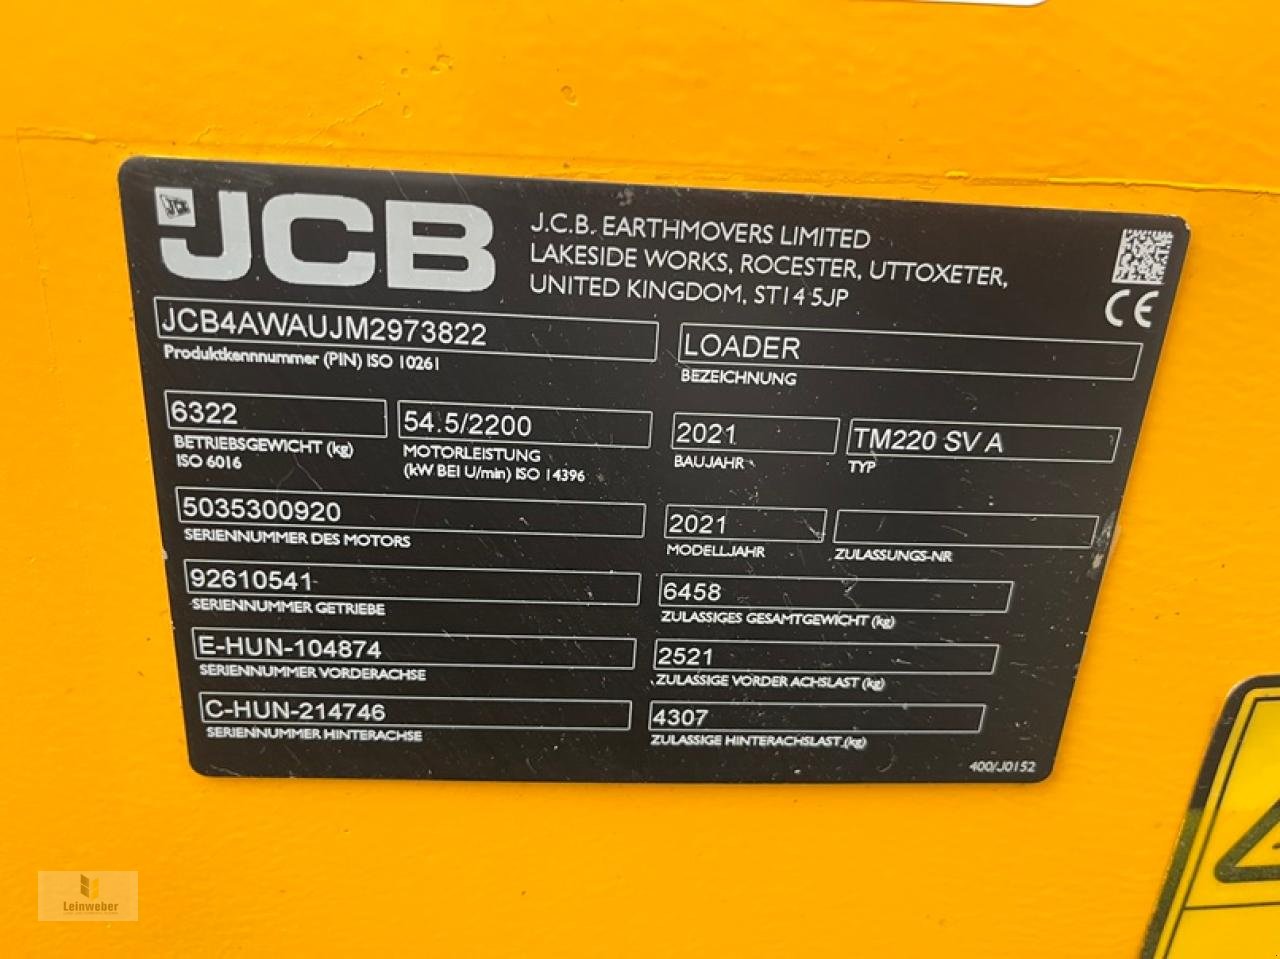 JCB
J.C.B. EARTHMOVERS LIMITED
LAKESIDE WORKS, ROCESTER, UTTOXETER,
UNITED KINGDOM, ST14 5JP
CE
JCB4AWAUJM2973822
Produktkennnummer (PIN) ISO 10261
LOADER
BEZEICHNUNG
6322
BETRIEBSGEWICHT (kg)
ISO 6016
54.5/2200
MOTORLEISTUNG
(kW BEI U/min) ISO 14396
2021
BAUJAHR
TM220 SV A
TYP
5035300920
SERIENNUMMER DES MOTORS
2021
MODELLJAHR
ZULASSUNGS-NR
92610541
SERIENNUMMER GETRIEBE
6458
ZULASSIGES GESAMTGEWICHT (kg)
E-HUN-104874
SERIENNUMMER VORDERACHSE
2521
ZULASSIGE VORDER ACHSLAST (kg)
C-HUN-214746
SERIENNUMMER HINTERACHSE
4307
ZULASSIGE HINTERACHSLAST (kg)
400/J0152
Leinweber